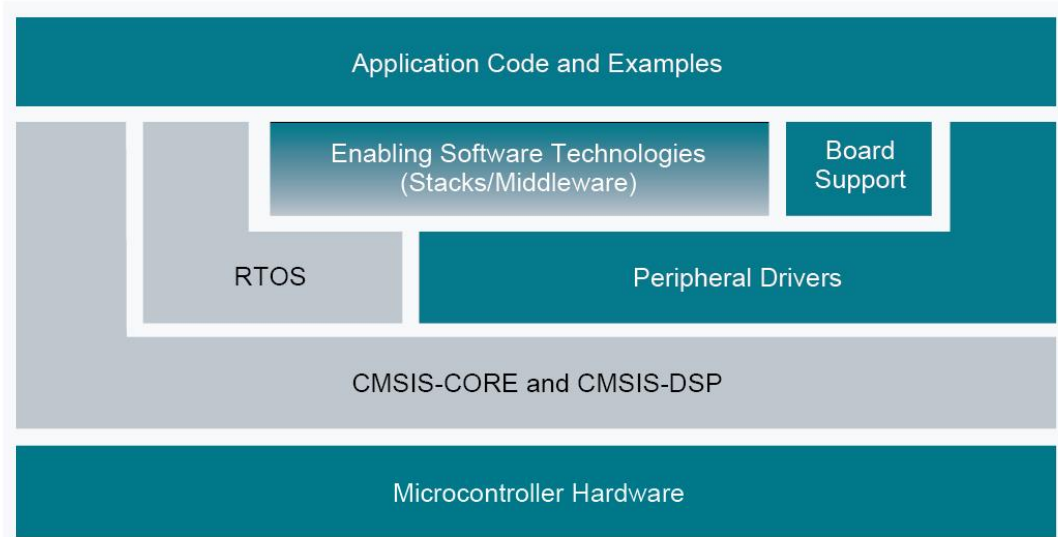 Application Code and Examples
Enabling Software Technologies
(Stacks/Middleware)
Board
Support
RTOS
Peripheral Drivers
CMSIS-CORE and CMSIS-DSP
Microcontroller Hardware